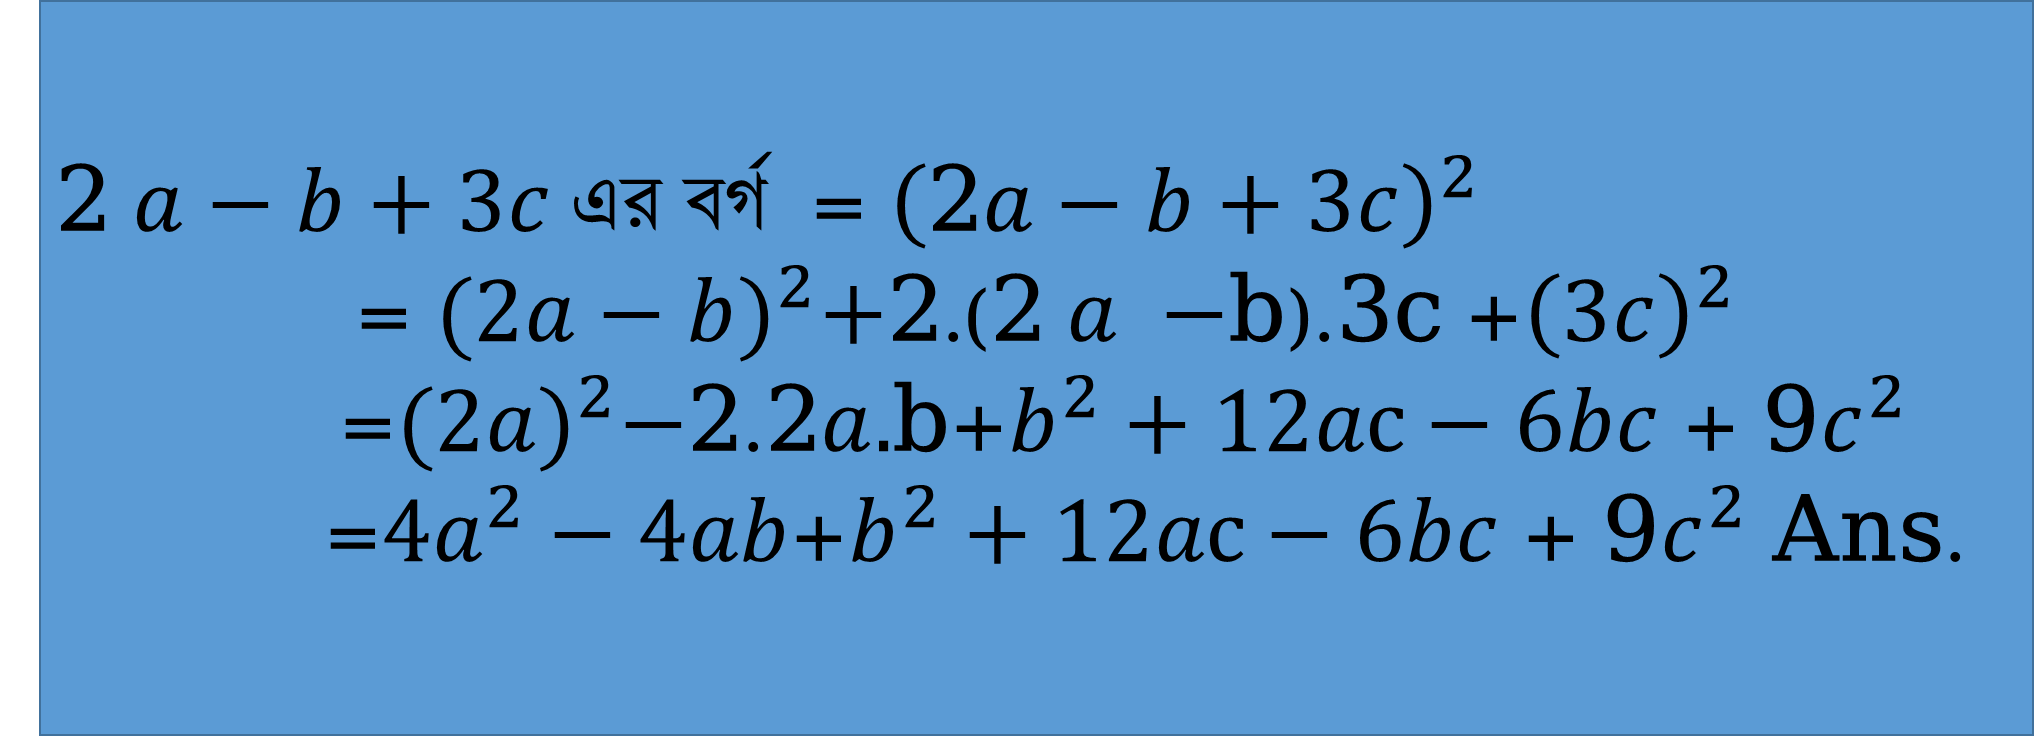 2 a − b + 3c এর বর্গ = (2a − b + 3c)²
= (2a − b)²+2.(2 a −b).3c +(3c)²
=(2a)²−2.2a.b+b² + 12ac − 6bc + 9c²
=4a² − 4ab+b² + 12ac − 6bc + 9c² Ans.